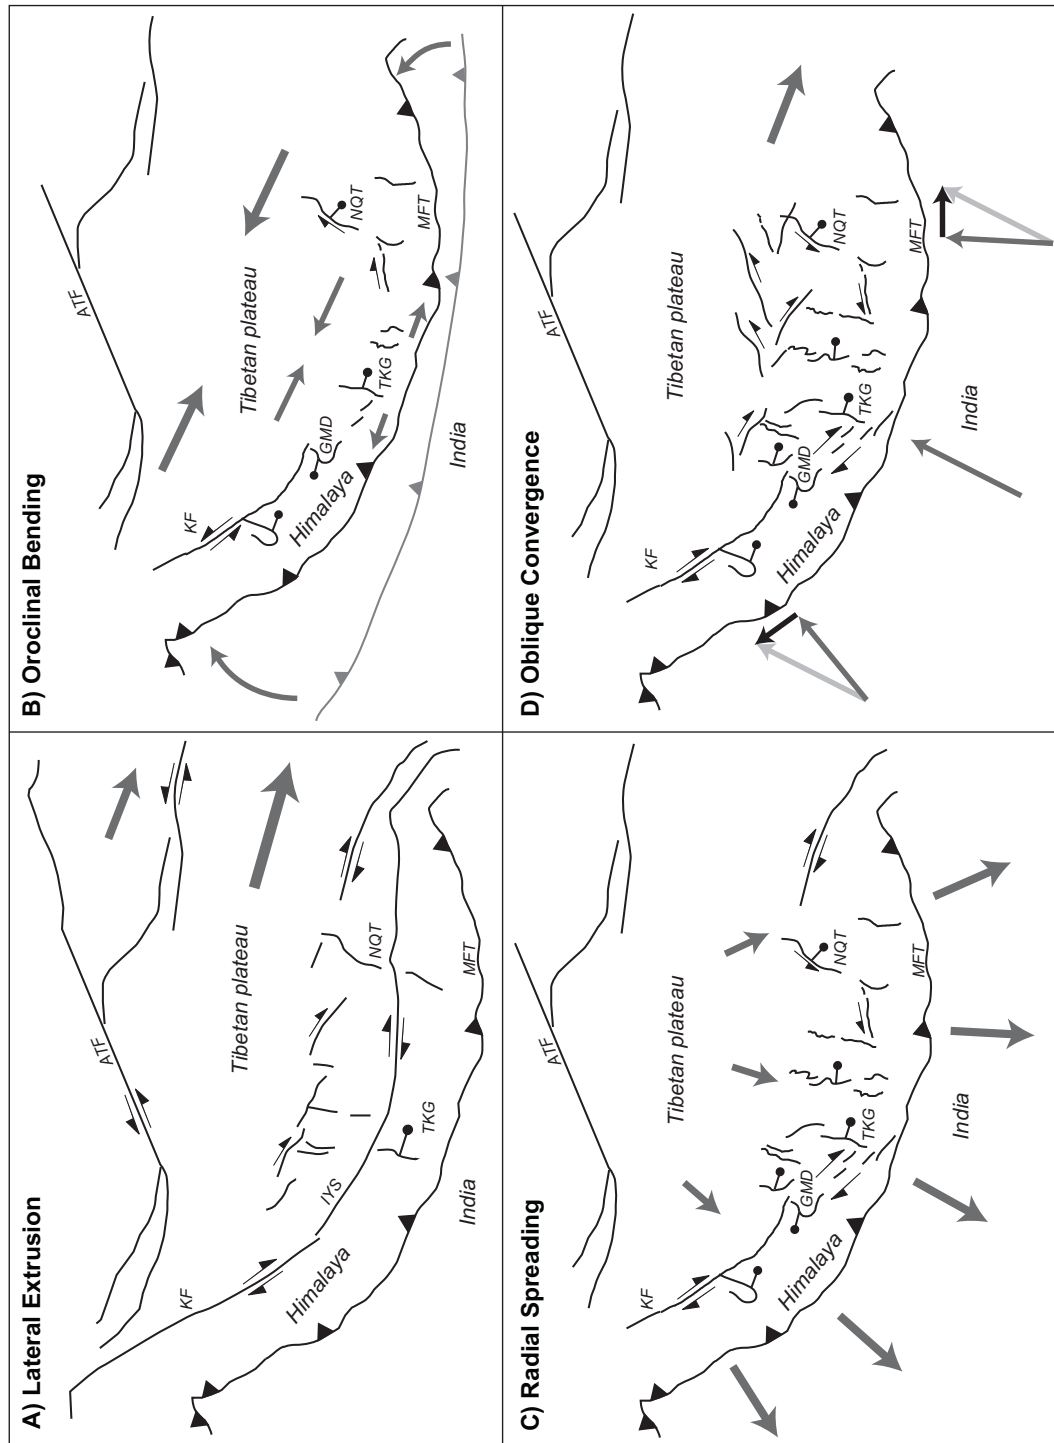 A) Lateral Extrusion
ATF
Tibetan plateau
KF
IYS
NQT
Himalaya
TKG
MFT
India
B) Oroclinal Bending
ATF
Tibetan plateau
KF
GMD
NQT
Himalaya
TKG
MFT
India
C) Radial Spreading
ATF
Tibetan plateau
KF
GMD
NQT
Himalaya
TKG
MFT
India
D) Oblique Convergence
ATF
Tibetan plateau
KF
GMD
NQT
Himalaya
TKG
MFT
India